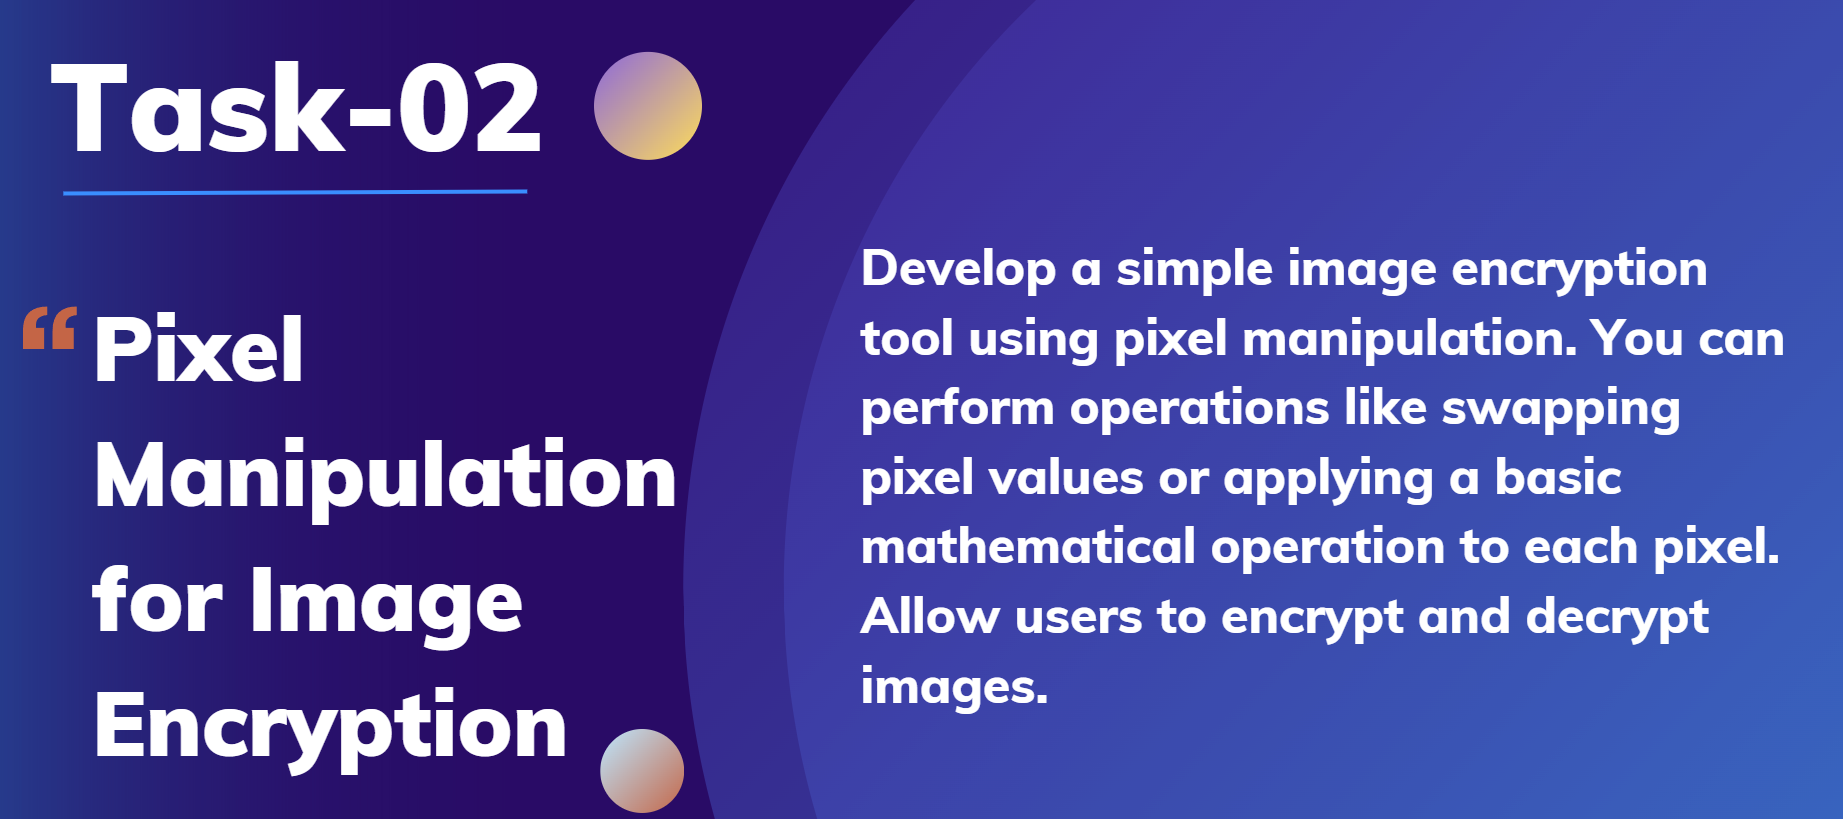 Task-02
“Pixel
Manipulation
for Image
Encryption
Develop a simple image encryption
tool using pixel manipulation. You can
perform operations like swapping
pixel values or applying a basic
mathematical operation to each pixel.
Allow users to encrypt and decrypt
images.